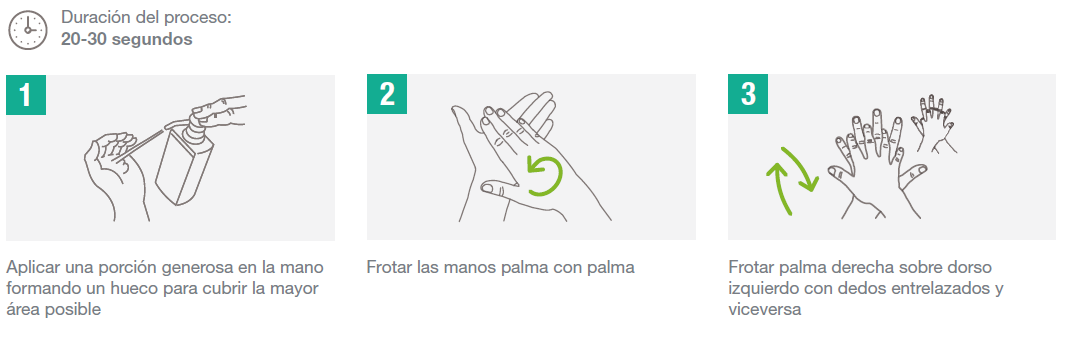 Duración del proceso:
20-30 segundos
1
Aplicar una porción generosa en la mano
formando un hueco para cubrir la mayor
área posible
2
Frotar las manos palma con palma
3
Frotar palma derecha sobre dorso
izquierdo con dedos entrelazados y
viceversa